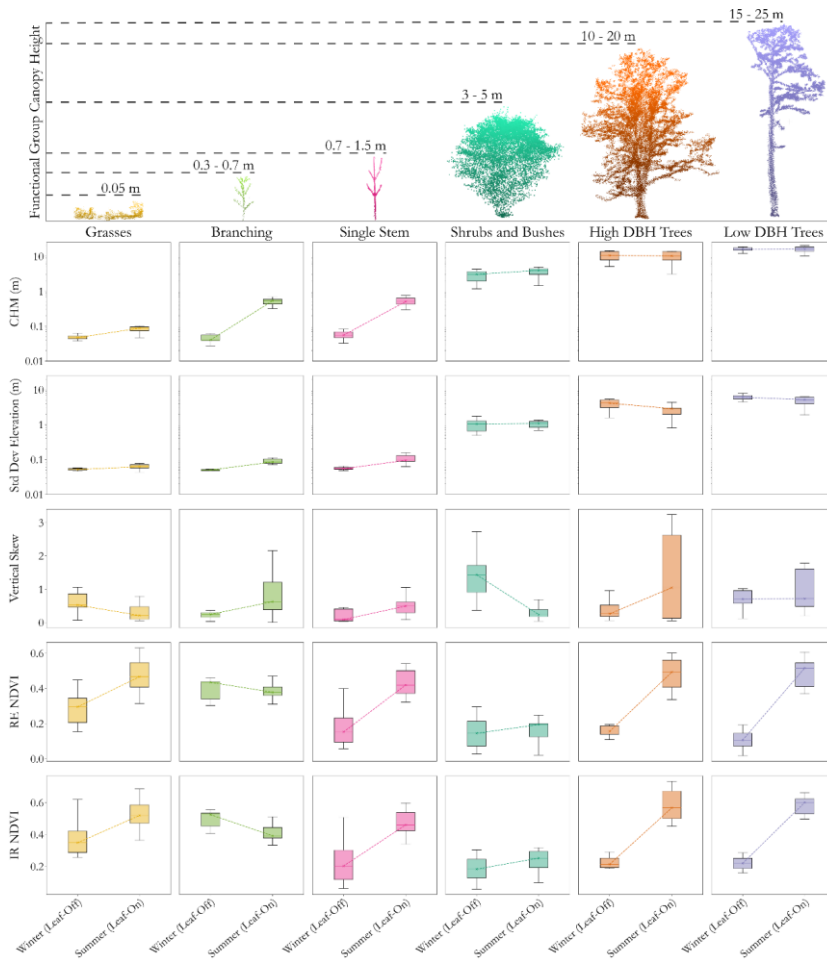 Functional Group Canopy Height
15 - 25 m
10 - 20 m
3 - 5 m
0.7 - 1.5 m
0.3 - 0.7 m
0.05 m
Grasses Branching Single Stem Shrubs and Bushes High DBH Trees Low DBH Trees
CHM (m)
10
1
0.1
0.01
Std Dev Elevation (m)
10
1
0.1
0.01
Vertical Skew
3
2
1
0
RE NDVI
0.6
0.4
0.2
0.0
IR NDVI
0.6
0.4
0.2
Winter (Leaf-Off) Summer (Leaf-On) Winter (Leaf-Off) Summer (Leaf-On) Winter (Leaf-Off) Summer (Leaf-On) Winter (Leaf-Off) Summer (Leaf-On) Winter (Leaf-Off) Summer (Leaf-On) Winter (Leaf-Off) Summer (Leaf-On)